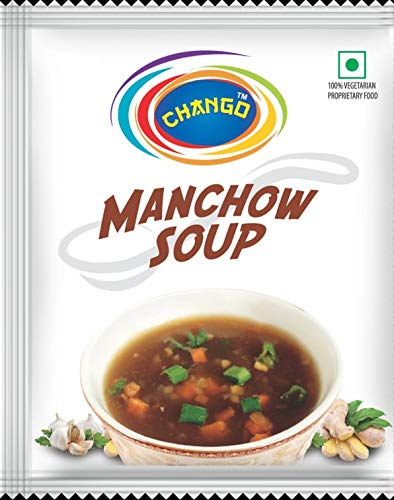 CHANGO
TM
MANCHOW
SOUP
100% VEGETARIAN
PROPRIETARY FOOD